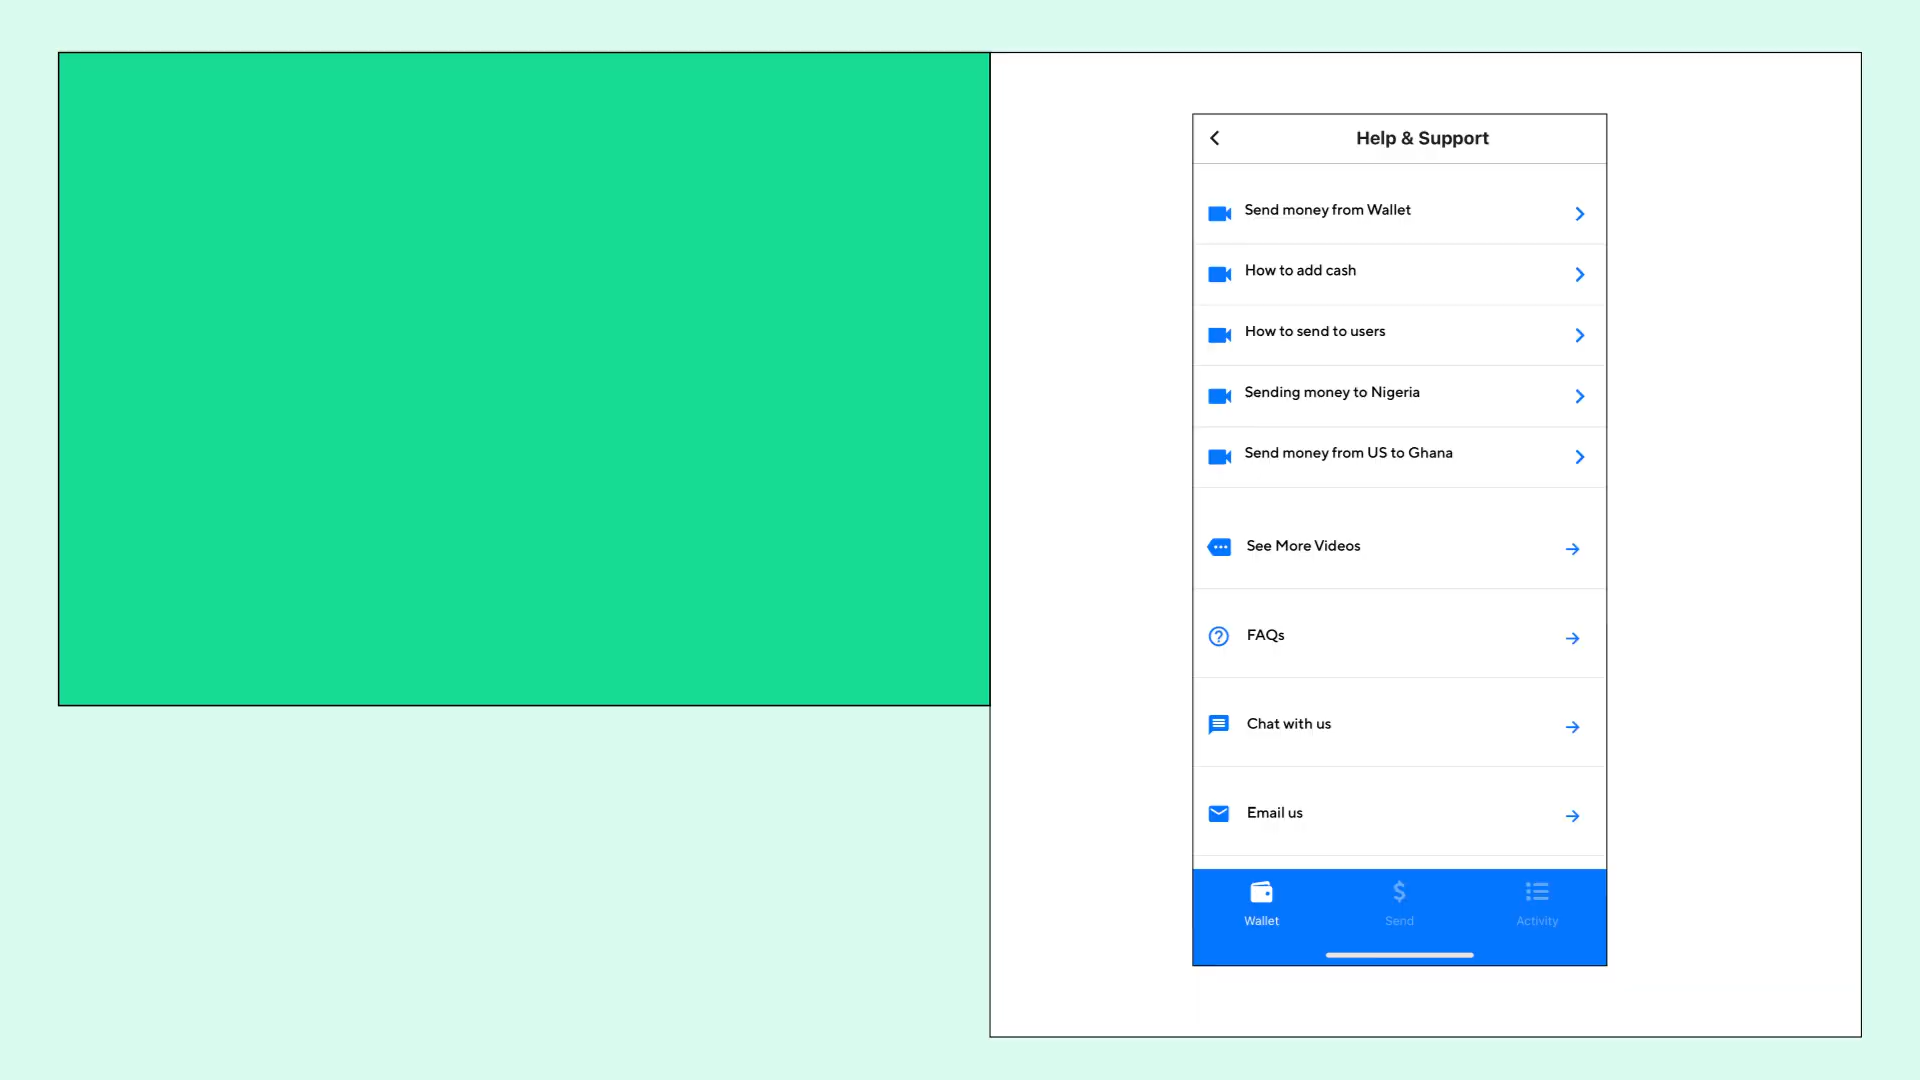 Help & Support
Send money from Wallet
How to add cash
How to send to users
Sending money to Nigeria
Send money from US to Ghana
See More Videos
FAQs
Chat with us
Email us
Wallet
Send
Activity